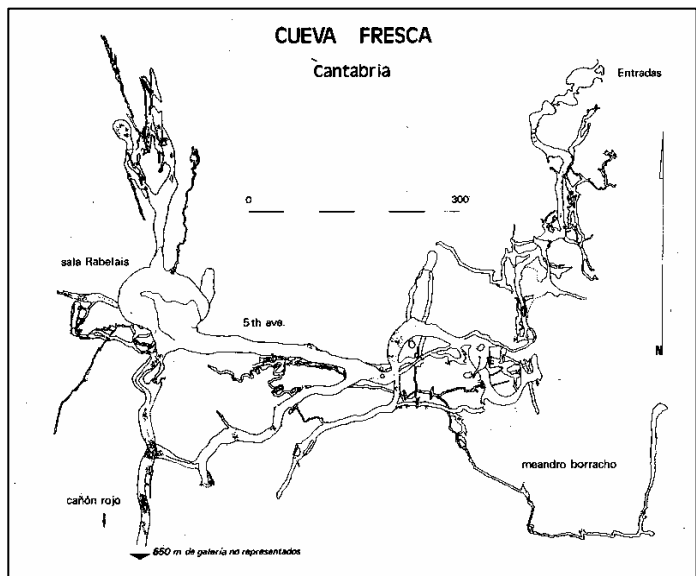 CUEVA FRESCA
Cantabria
Entradas
0 300
sala Rabelais
5th ave.
N
meandro borracho
cañón rojo
650 m de galería no representados